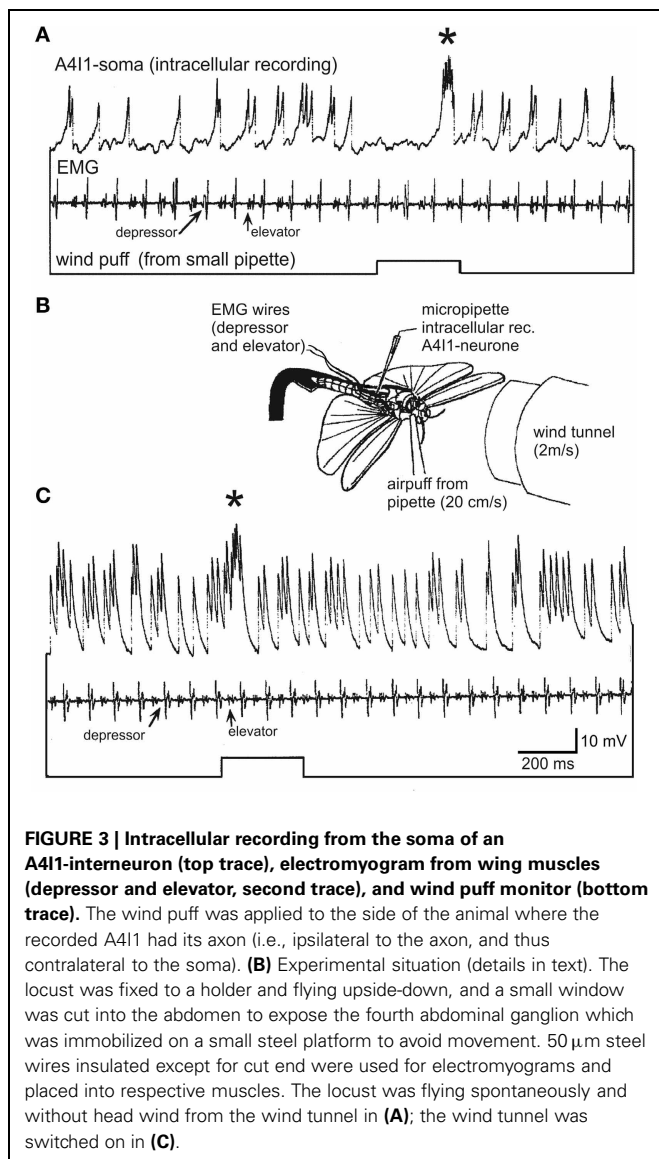 A
*
A4I1-soma (intracellular recording)
EMG
depressor
elevator
wind puff (from small pipette)
B
EMG wires
(depressor
and elevator)
micropipette
intracellular rec.
A4I1-neurone
wind tunnel
(2m/s)
airpuff from
pipette (20 cm/s)
C
*
depressor
elevator
10 mV
200 ms
FIGURE 3 | Intracellular recording from the soma of an
A4I1-interneuron (top trace), electromyogram from wing muscles
(depressor and elevator, second trace), and wind puff monitor (bottom
trace). The wind puff was applied to the side of the animal where the
recorded A4I1 had its axon (i.e., ipsilateral to the axon, and thus
contralateral to the soma). (B) Experimental situation (details in text). The
locust was fixed to a holder and flying upside-down, and a small window
was cut into the abdomen to expose the fourth abdominal ganglion which
was immobilized on a small steel platform to avoid movement. 50 μm steel
wires insulated except for cut end were used for electromyograms and
placed into respective muscles. The locust was flying spontaneously and
without head wind from the wind tunnel in (A); the wind tunnel was
switched on in (C).